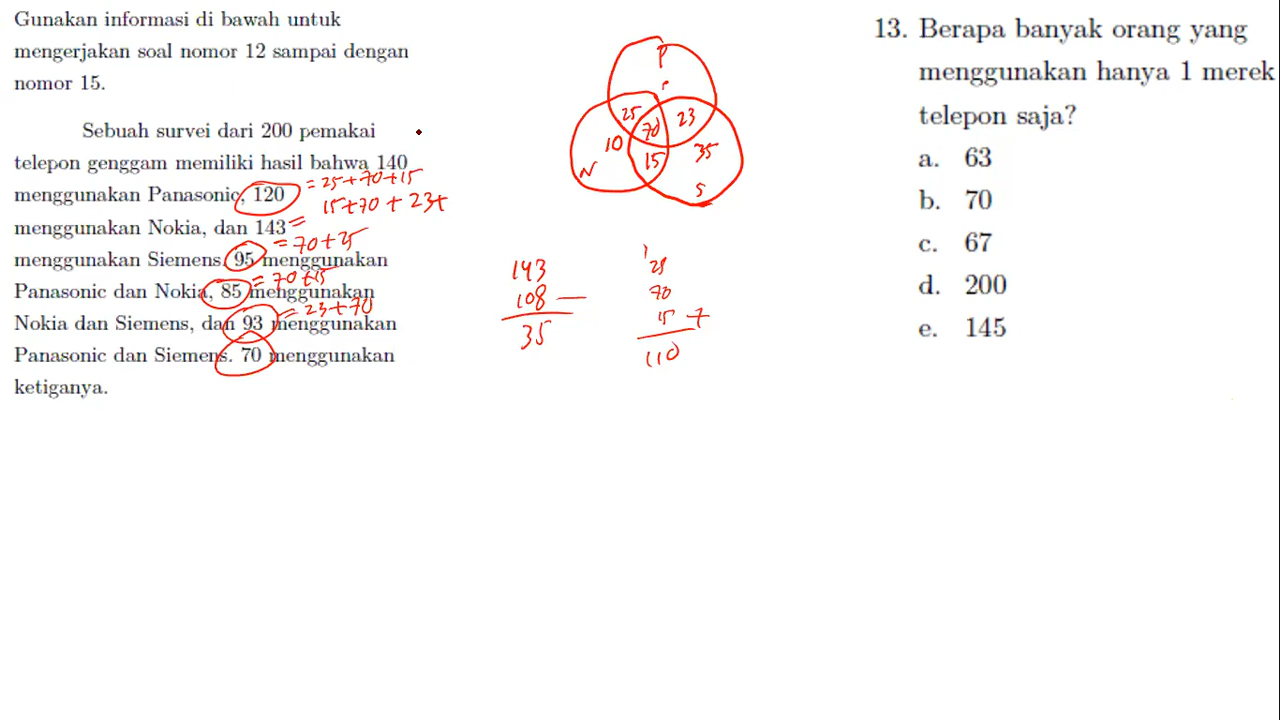 Gunakan informasi di bawah untuk
mengerjakan soal nomor 12 sampai dengan
nomor 15.
Sebuah survei dari 200 pemakai
telepon genggam memiliki hasil bahwa 140
menggunakan Panasonic, 120 = 25+70+15
15+70+23+
menggunakan Nokia, dan 143 =
= 70+25
menggunakan Siemens. 95 menggunakan
= 70+15
Panasonic dan Nokia, 85 menggunakan
= 23+70
Nokia dan Siemens, dan 93 menggunakan
Panasonic dan Siemens. 70 menggunakan
ketiganya.
P
25
70
23
10
15
35
N
S
143
108 —
35
1
25
70
15 +
110
13. Berapa banyak orang yang
menggunakan hanya 1 merek
telepon saja?
a. 63
b. 70
c. 67
d. 200
e. 145